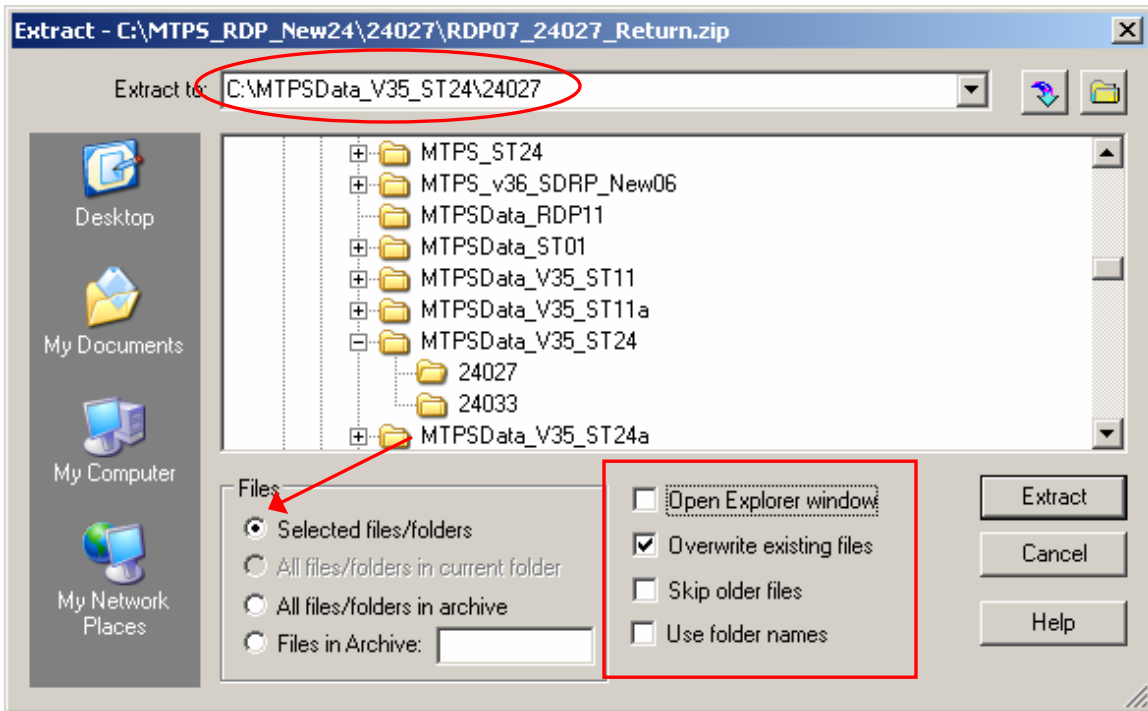 Extract - C:\MTPS_RDP_New24\24027\RDP07_24027_Return.zip
Extract to: C:\MTPSData_V35_ST24\24027
Desktop
My Documents
My Computer
My Network
Places
MTPS_ST24
MTPS_v36_SDRP_New06
MTPSData_RDP11
MTPSData_ST01
MTPSData_V35_ST11
MTPSData_V35_ST11a
MTPSData_V35_ST24
24027
24033
MTPSData_V35_ST24a
Files
Selected files/folders
All files/folders in current folder
All files/folders in archive
Files in Archive:
Open Explorer window
Overwrite existing files
Skip older files
Use folder names
Extract
Cancel
Help